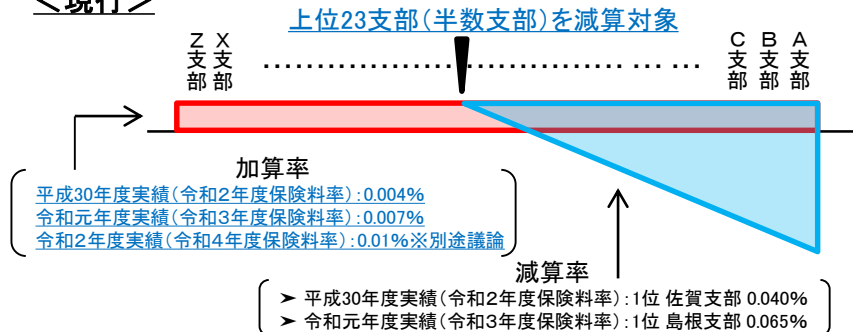 <現行>
上位23支部(半数支部)を減算対象
Z支部
X支部
C支部
B支部
A支部
加算率
平成30年度実績(令和2年度保険料率):0.004%
令和元年度実績(令和3年度保険料率):0.007%
令和2年度実績(令和4年度保険料率):0.01%※別途議論
減算率
➤ 平成30年度実績(令和2年度保険料率):1位 佐賀支部 0.040%
➤ 令和元年度実績(令和3年度保険料率):1位 島根支部 0.065%